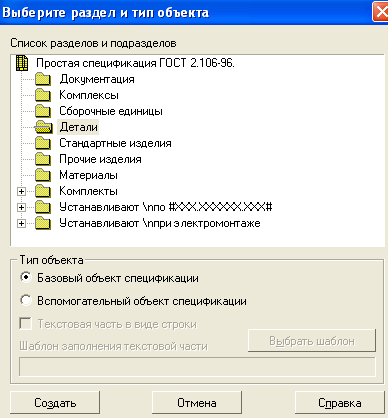 Выберите раздел и тип объекта
Список разделов и подразделов
Простая спецификация ГОСТ 2.106-96.
Документация
Комплексы
Сборочные единицы
Детали
Стандартные изделия
Прочие изделия
Материалы
Комплекты
Устанавливают \nпо #XXX.XXXXXX.XXX#
Устанавливают \nпри электромонтаже
Тип объекта
Базовый объект спецификации
Вспомогательный объект спецификации
Текстовая часть в виде строки
Шаблон заполнения текстовой части
Выбрать шаблон
Создать Отмена Справка